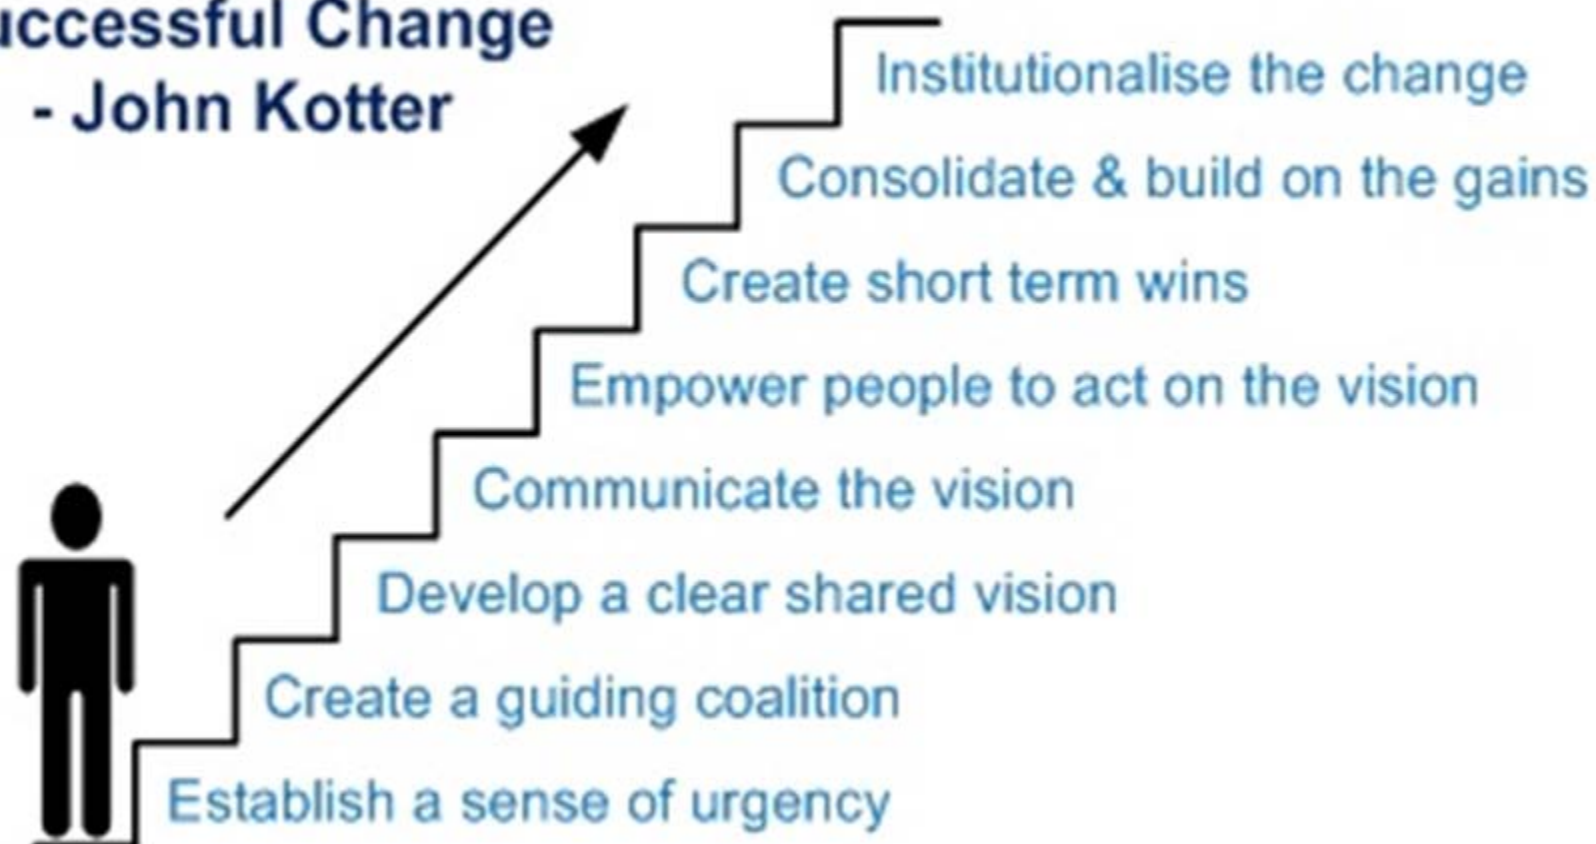 uccessful Change
- John Kotter
Institutionalise the change
Consolidate & build on the gains
Create short term wins
Empower people to act on the vision
Communicate the vision
Develop a clear shared vision
Create a guiding coalition
Establish a sense of urgency